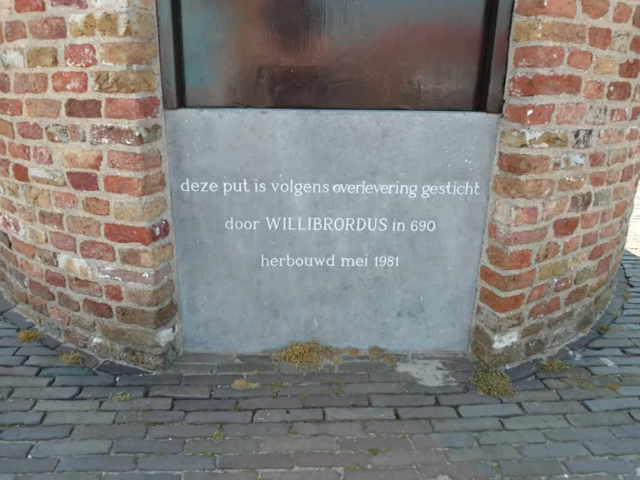 deze put is volgens overlevering gesticht
door WILLIBRORDUS in 690
herbouwd mei 1981